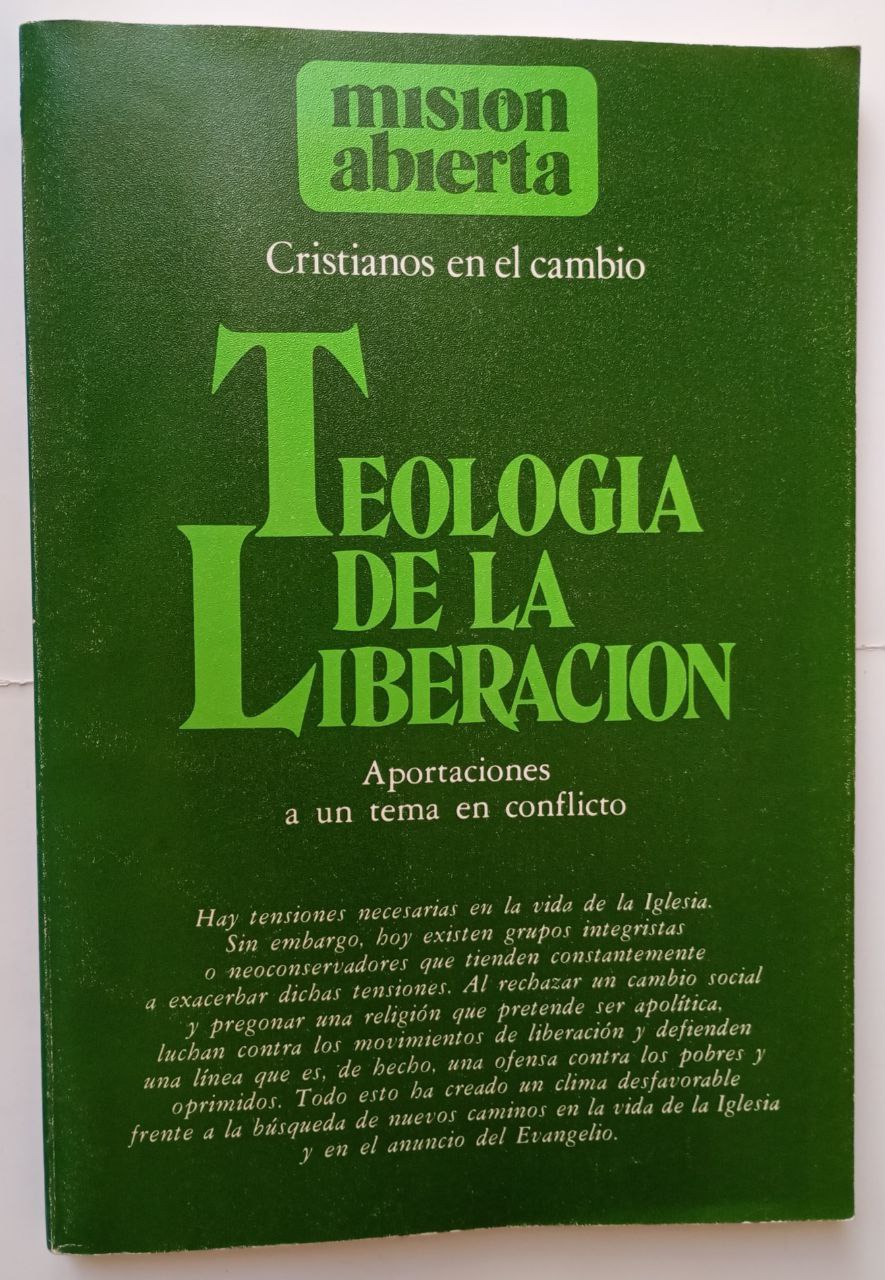 misión
abierta
Cristianos en el cambio
TEOLOGIA
DE LA
LIBERACION
Aportaciones
a un tema en conflicto
Hay tensiones necesarias en la vida de la Iglesia.
Sin embargo, hoy existen grupos integristas
o neoconservadores que tienden constantemente
a exacerbar dichas tensiones. Al rechazar un cambio social
y pregonar una religión que pretende ser apolítica,
luchan contra los movimientos de liberación y defienden
una línea que es, de hecho, una ofensa contra los pobres y
oprimidos. Todo esto ha creado un clima desfavorable
frente a la búsqueda de nuevos caminos en la vida de la Iglesia
y en el anuncio del Evangelio.